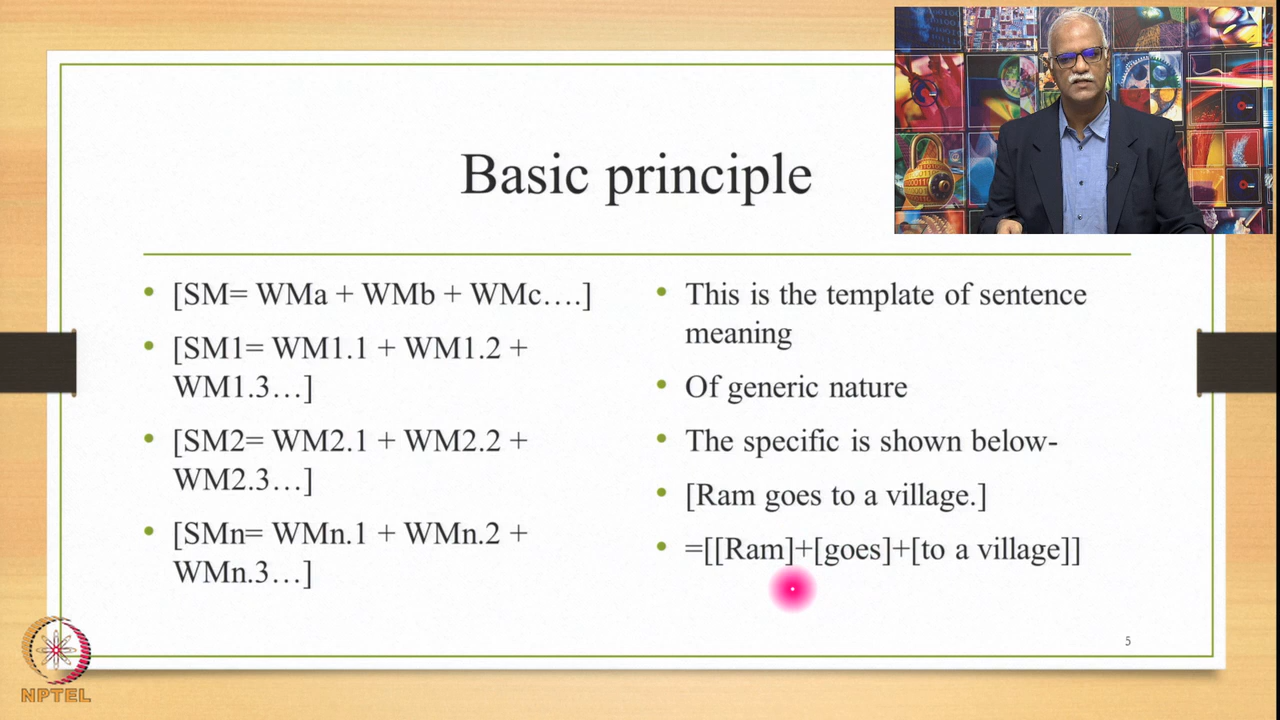 Basic principle
[SM= WMa + WMb + WMc….]
[SM1= WM1.1 + WM1.2 +
WM1.3…]
[SM2= WM2.1 + WM2.2 +
WM2.3…]
[SMn= WMn.1 + WMn.2 +
WMn.3…]
This is the template of sentence
meaning
Of generic nature
The specific is shown below-
[Ram goes to a village.]
=[[Ram]+[goes]+[to a village]]
5
NPTEL